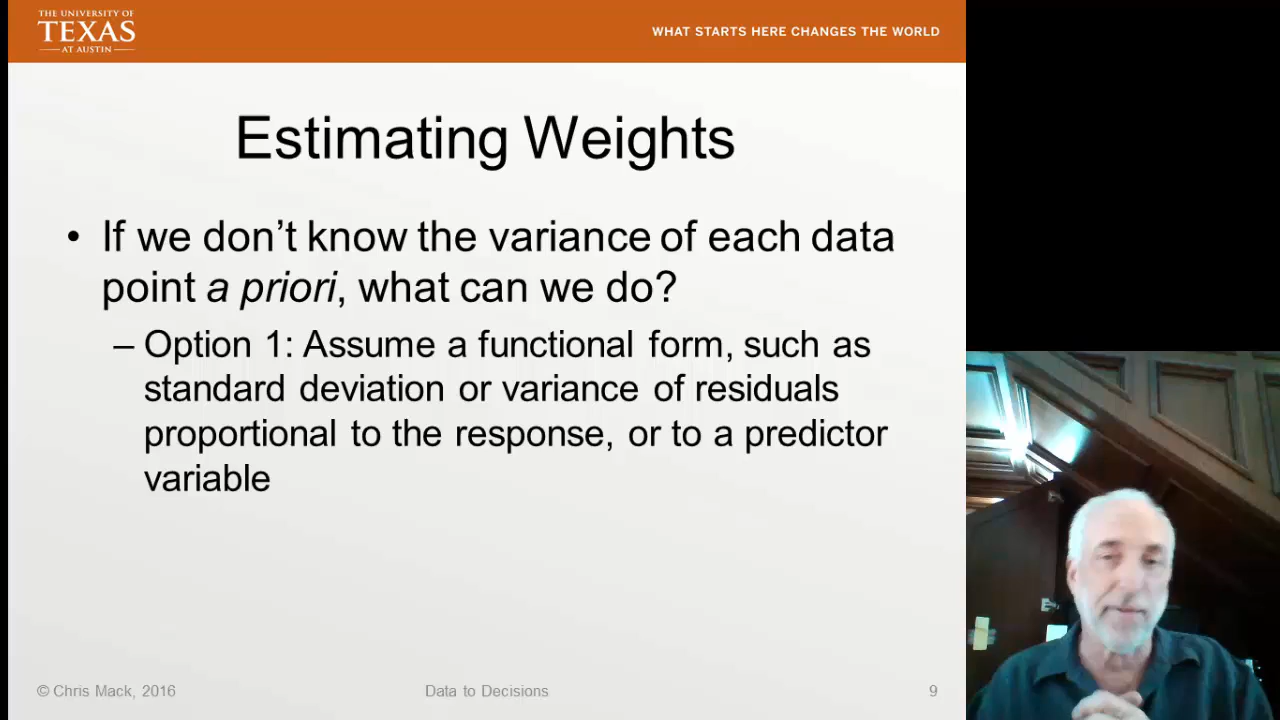 THE UNIVERSITY OF
TEXAS
AT AUSTIN
WHAT STARTS HERE CHANGES THE WORLD
Estimating Weights
• If we don't know the variance of each data
point a priori, what can we do?
– Option 1: Assume a functional form, such as
standard deviation or variance of residuals
proportional to the response, or to a predictor
variable
© Chris Mack, 2016
Data to Decisions
9